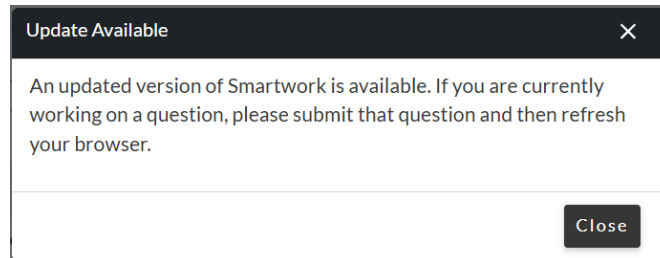 Update Available
An updated version of Smartwork is available. If you are currently
working on a question, please submit that question and then refresh
your browser.
Close